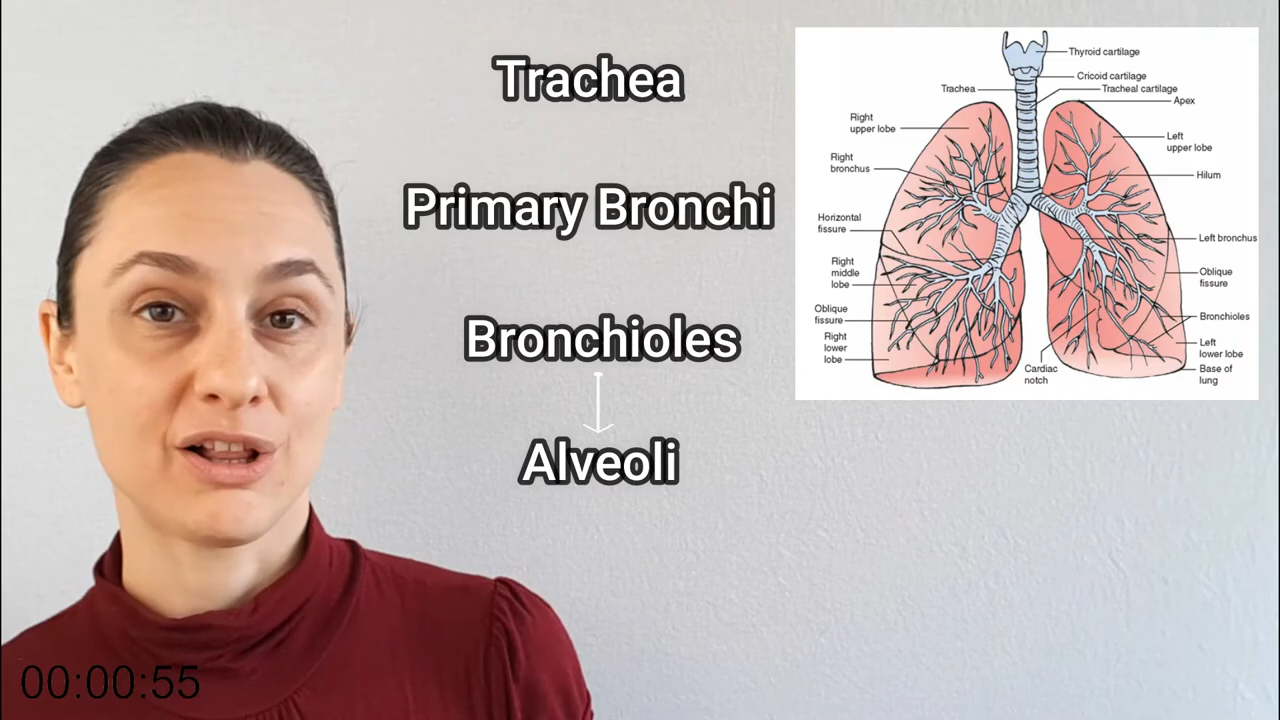 Trachea
Primary Bronchi
Bronchioles
Alveoli
Thyroid cartilage
Cricoid cartilage
Trachea
Tracheal cartilage
Apex
Right
upper lobe
Left
upper lobe
Right
bronchus
Hilum
Horizontal
fissure
Left bronchus
Right
middle
lobe
Oblique
fissure
Oblique
fissure
Bronchioles
Right
lower
lobe
Left
lower lobe
Cardiac
notch
Base of
lung
00:00:55